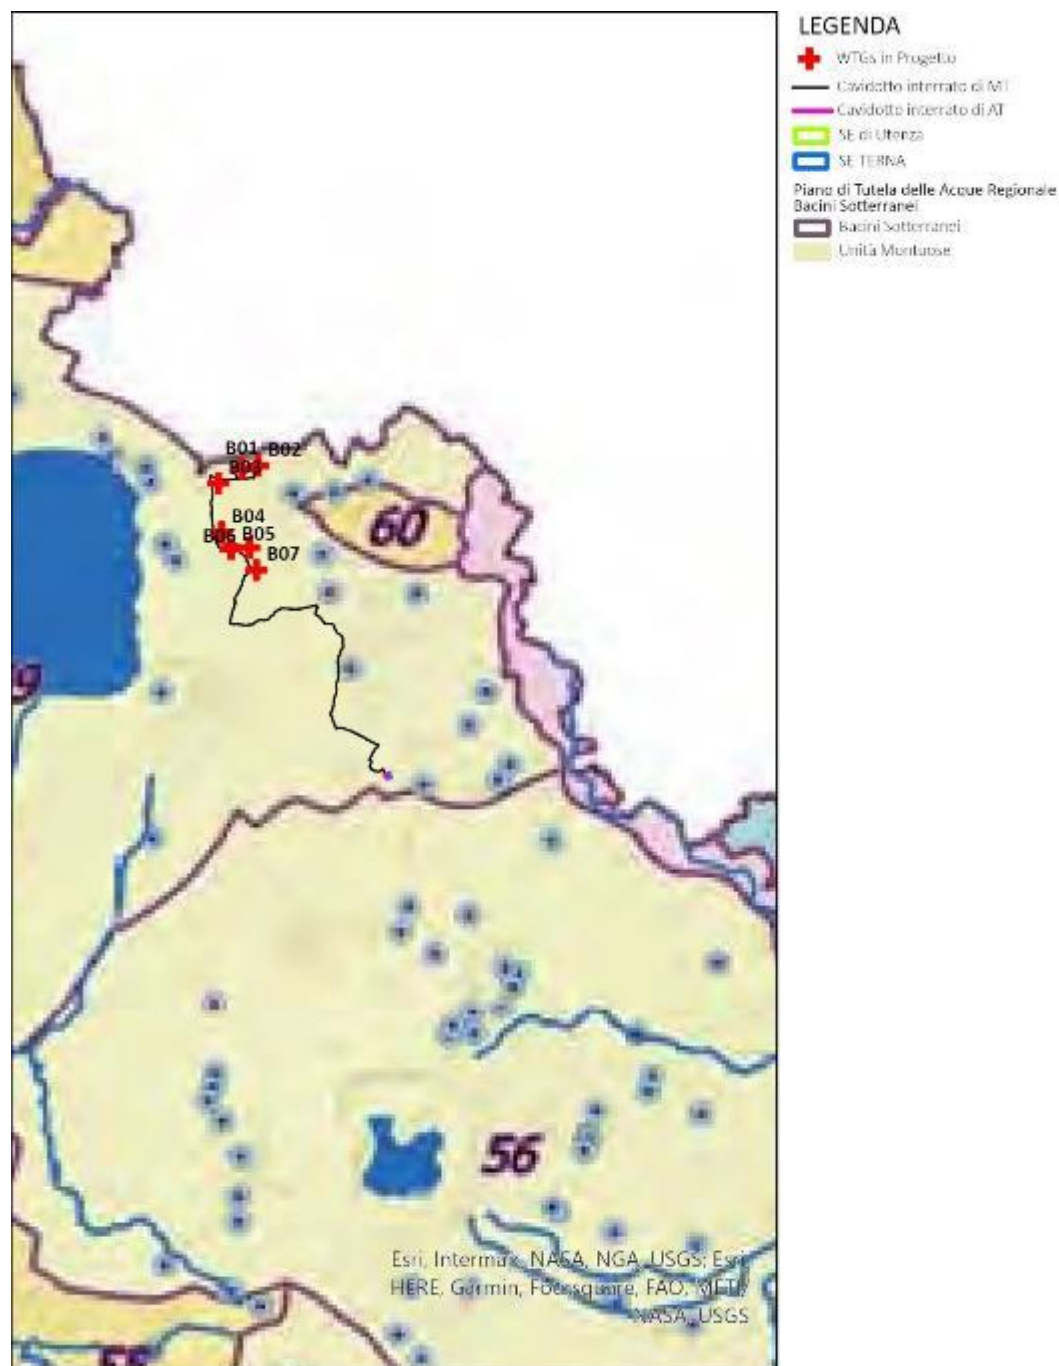 LEGENDA
WTGs in Progetto
Cavidotto interrato di MT
Cavidotto interrato di AT
SE di Utenza
SE TERNA
Piano di Tutela delle Acque Regionale
Bacini Sotterranei
Bacini Sotterranei
Unità Montuose
B01 B02
B03
60
B04
B06 B05
B07
56
Esri, Intermap, NASA, NGA, USGS; Esri,
HERE, Garmin, Foursquare, FAO, METI/
NASA, USGS